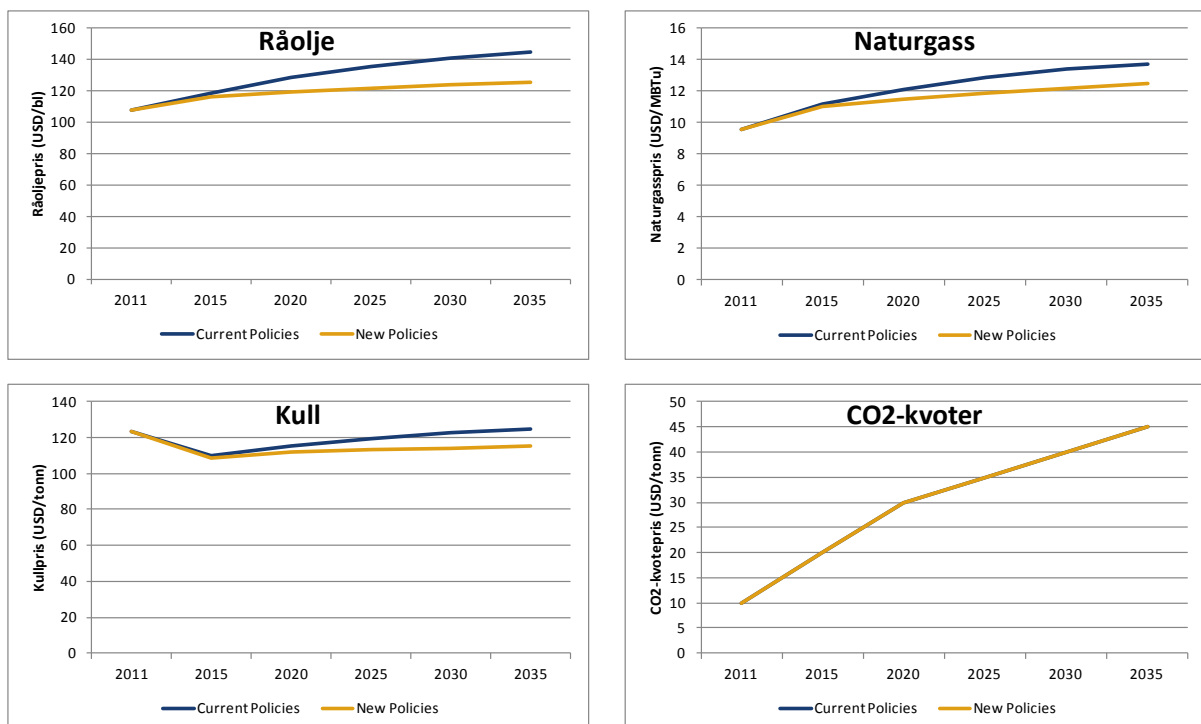 Råolje
Råoljepris (USD/bl)
160
140
120
100
80
60
40
20
0
2011 2015 2020 2025 2030 2035
Current Policies New Policies
Naturgass
Naturgasspris (USD/MBTu)
16
14
12
10
8
6
4
2
0
2011 2015 2020 2025 2030 2035
Current Policies New Policies
Kull
Kullpris (USD/tonn)
140
120
100
80
60
40
20
0
2011 2015 2020 2025 2030 2035
Current Policies New Policies
CO2-kvoter
CO2-kvotepris (USD/tonn)
50
45
40
35
30
25
20
15
10
5
0
2011 2015 2020 2025 2030 2035
Current Policies New Policies